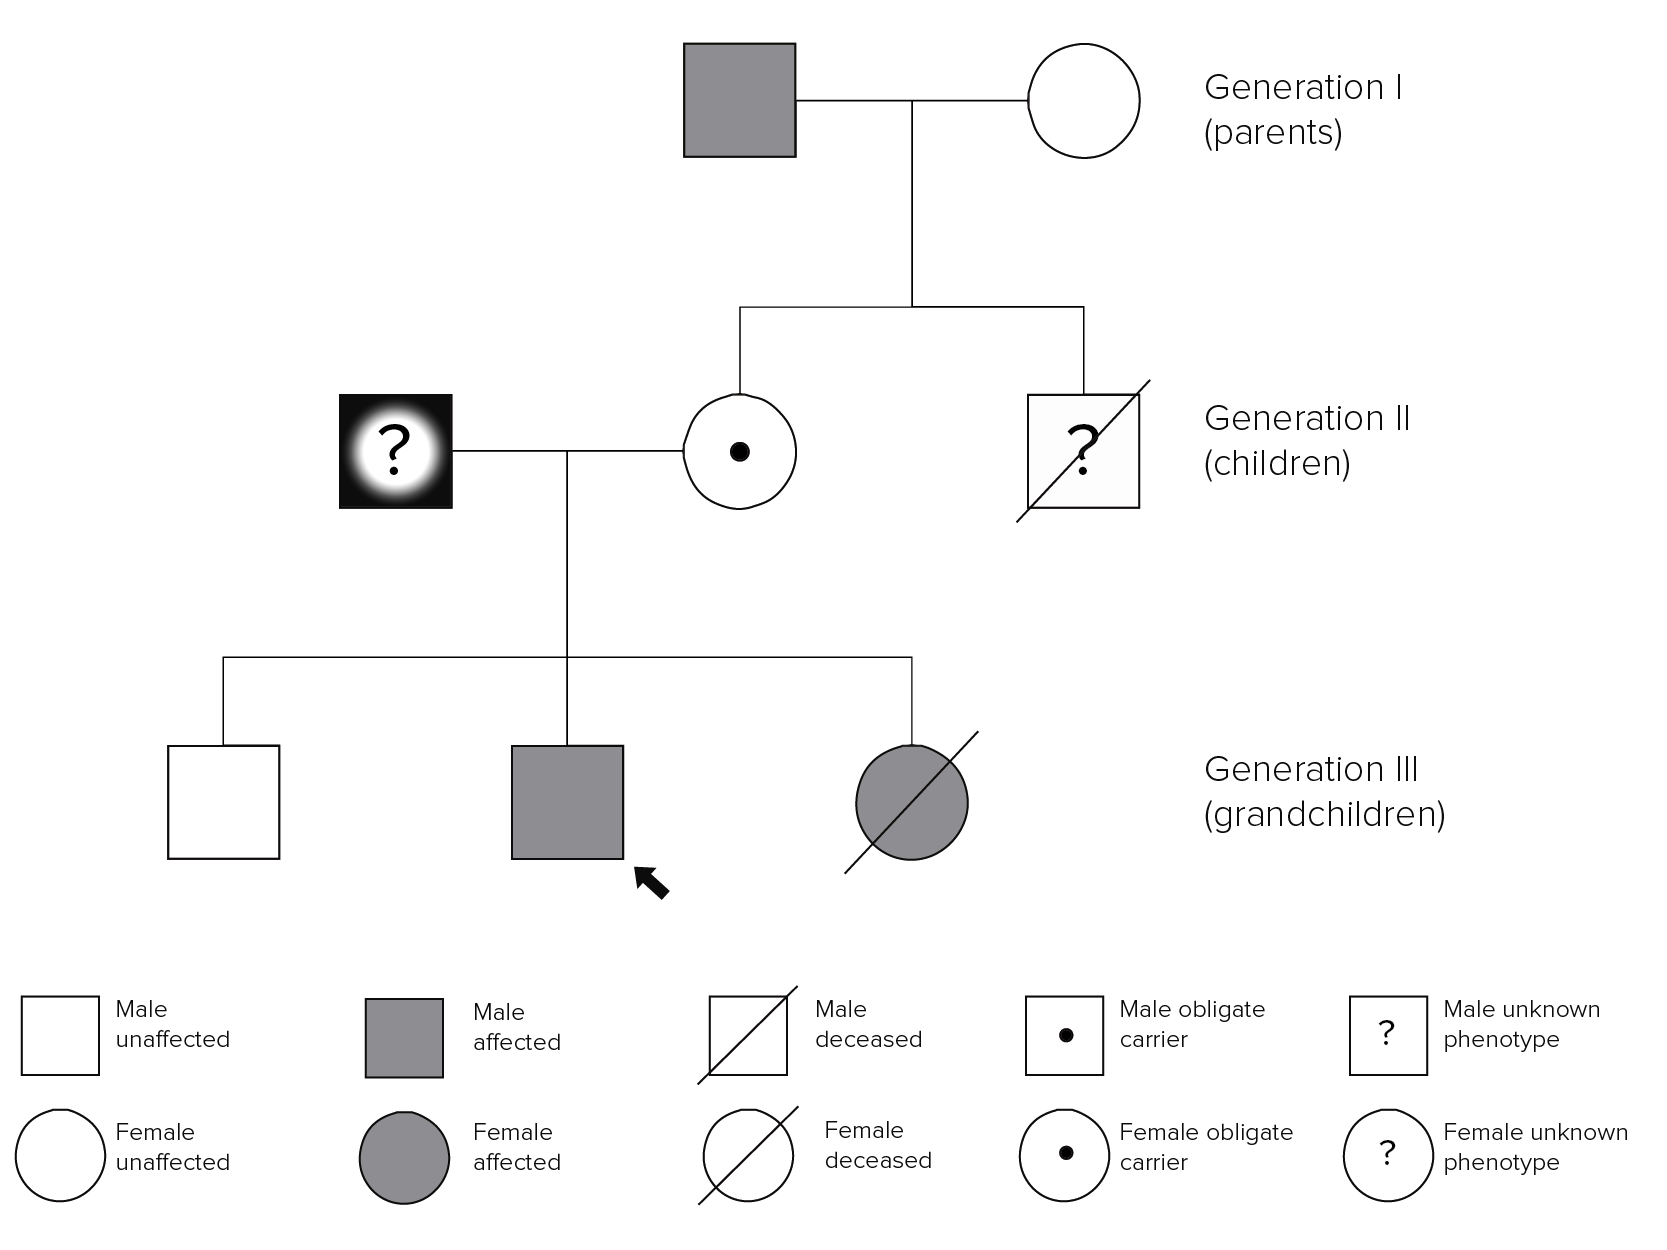 Generation I
(parents)
?
?
Generation II
(children)
Generation III
(grandchildren)
Male
unaffected
Male
affected
Male
deceased
Male obligate
carrier
?
Male unknown
phenotype
Female
unaffected
Female
affected
Female
deceased
Female obligate
carrier
?
Female unknown
phenotype